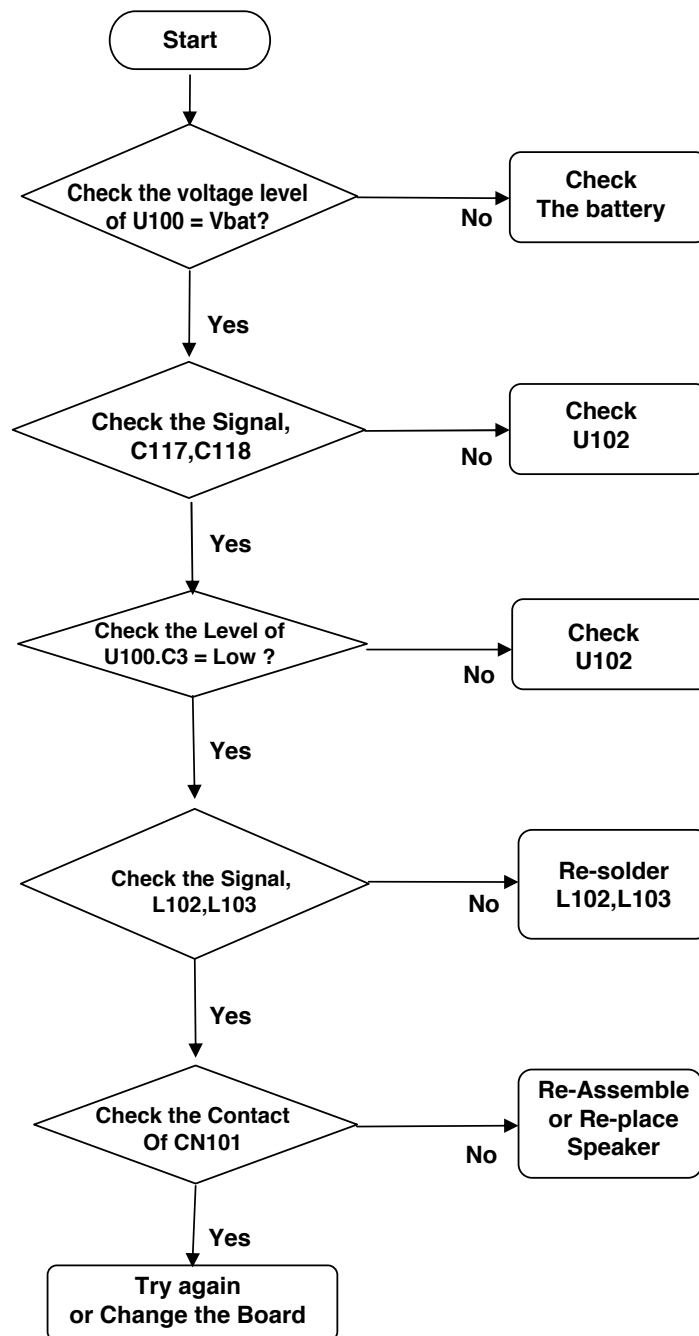 Start
Check the voltage level
of U100 = Vbat?
No
Check
The battery
Yes
Check the Signal,
C117,C118
No
Check
U102
Yes
Check the Level of
U100.C3 = Low ?
No
Check
U102
Yes
Check the Signal,
L102,L103
No
Re-solder
L102,L103
Yes
Check the Contact
Of CN101
No
Re-Assemble
or Re-place
Speaker
Yes
Try again
or Change the Board